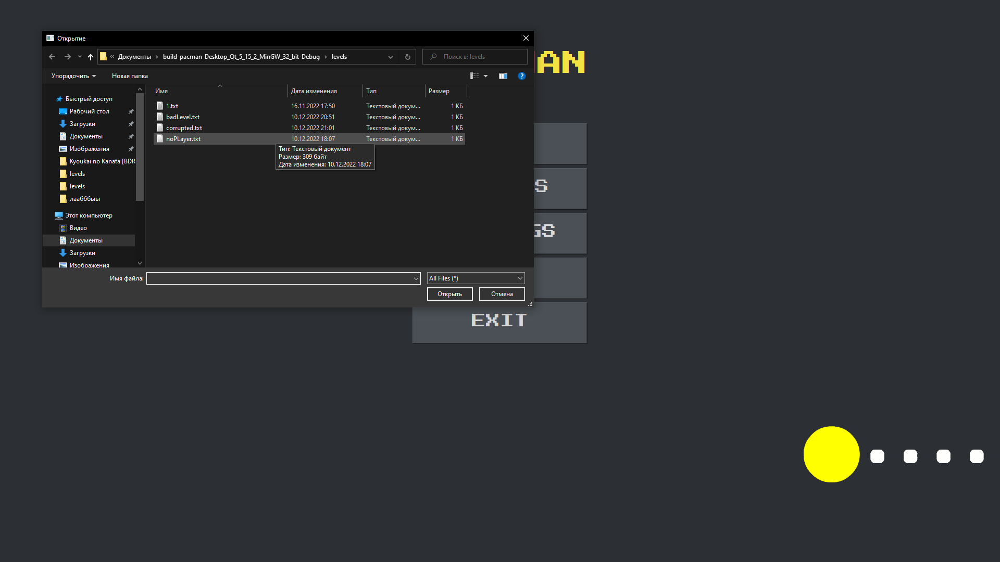 Открытие
AN
« Документы › build-pacman-Desktop_Qt_5_15_2_MinGW_32_bit-Debug › levels
Поиск в: levels
Упорядочить
Новая папка
Имя
Дата изменения
Тип
Размер
1.txt 16.11.2022 17:50 Текстовый докум... 1 КБ
badLevel.txt 10.12.2022 20:51 Текстовый докум... 1 КБ
corrupted.txt 10.12.2022 21:01 Текстовый докум... 1 КБ
noPLayer.txt 10.12.2022 18:07 Текстовый докум... 1 КБ
Тип: Текстовый документ
Размер: 309 байт
Дата изменения: 10.12.2022 18:07
Быстрый доступ
Рабочий стол
Загрузки
Документы
Изображения
Kyoukai no Kanata [BDR
levels
levels
лаабббыы
Этот компьютер
Видео
Документы
Загрузки
Изображения
S
GS
Имя файла:
All Files (*)
Открыть
Отмена
EXIT